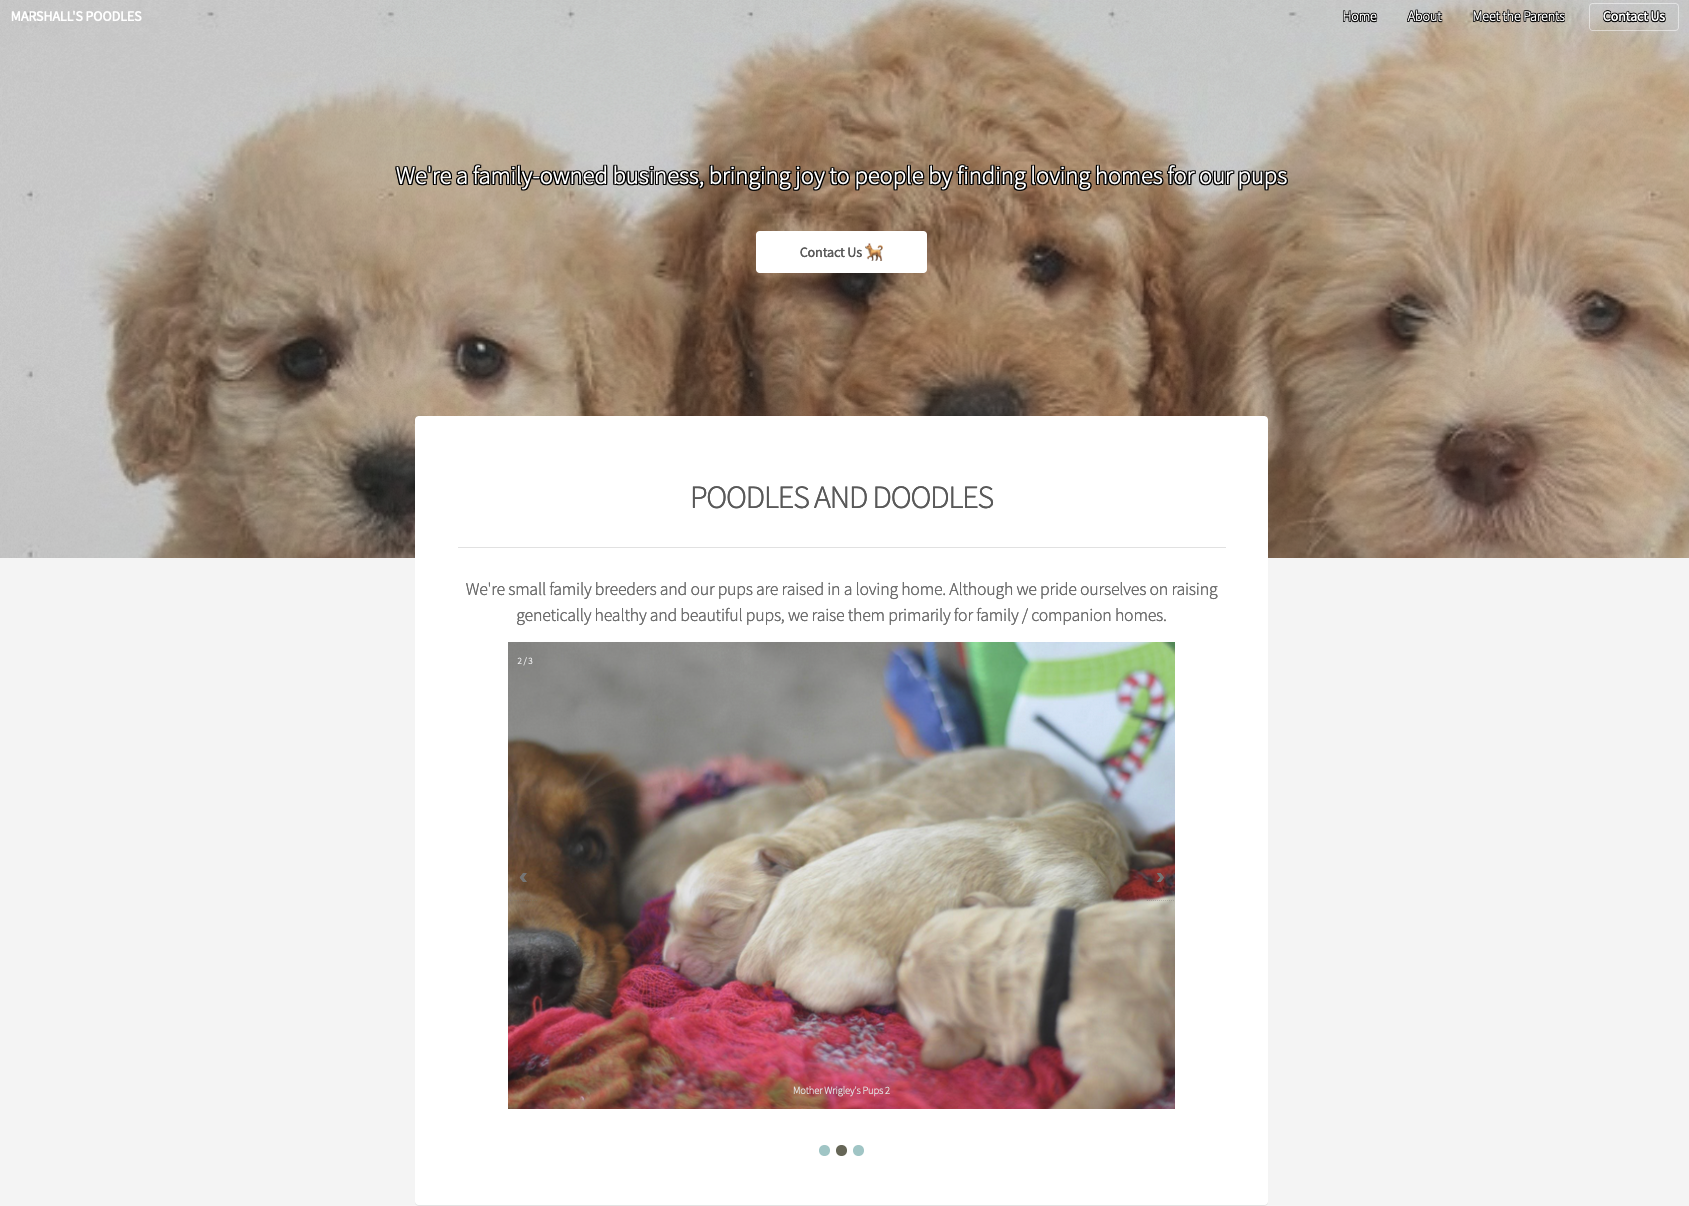 MARSHALL'S POODLES
Home About Meet the Parents Contact Us
We're a family-owned business, bringing joy to people by finding loving homes for our pups
Contact Us
POODLES AND DOODLES
We're small family breeders and our pups are raised in a loving home. Although we pride ourselves on raising
genetically healthy and beautiful pups, we raise them primarily for family / companion homes.
2 / 3
Mother Wrigley's Pups 2